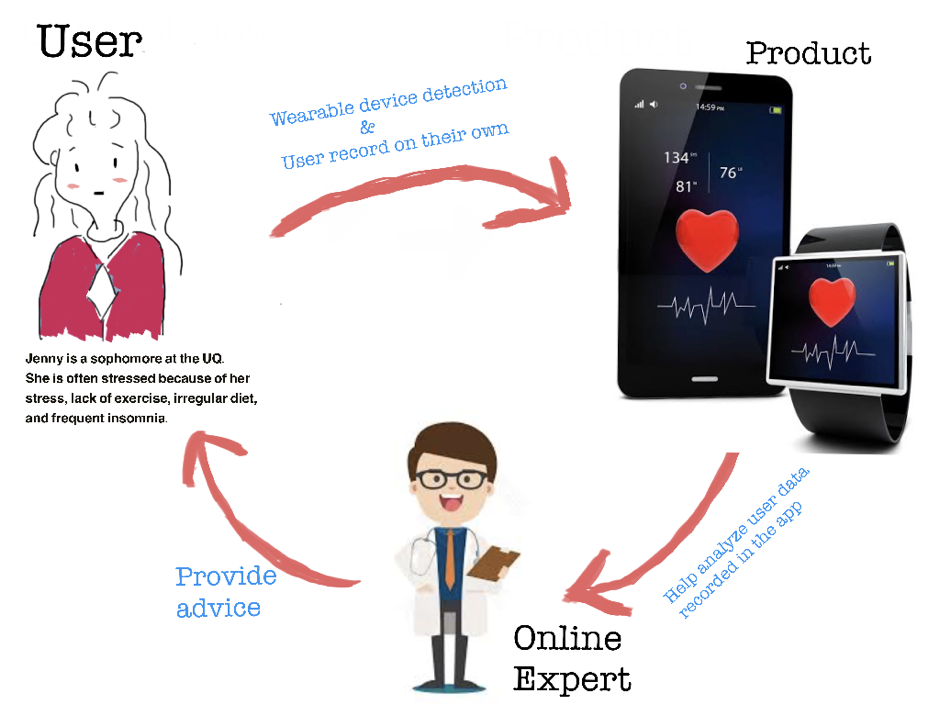 User
Product
Wearable device detection
&
User record on their own
14:59 PM
134
76
81
Jenny is a sophomore at the UQ.
She is often stressed because of her
stress, lack of exercise, irregular diet,
and frequent insomnia.
Help analyze user data
recorded in the app
Provide
advice
Online
Expert